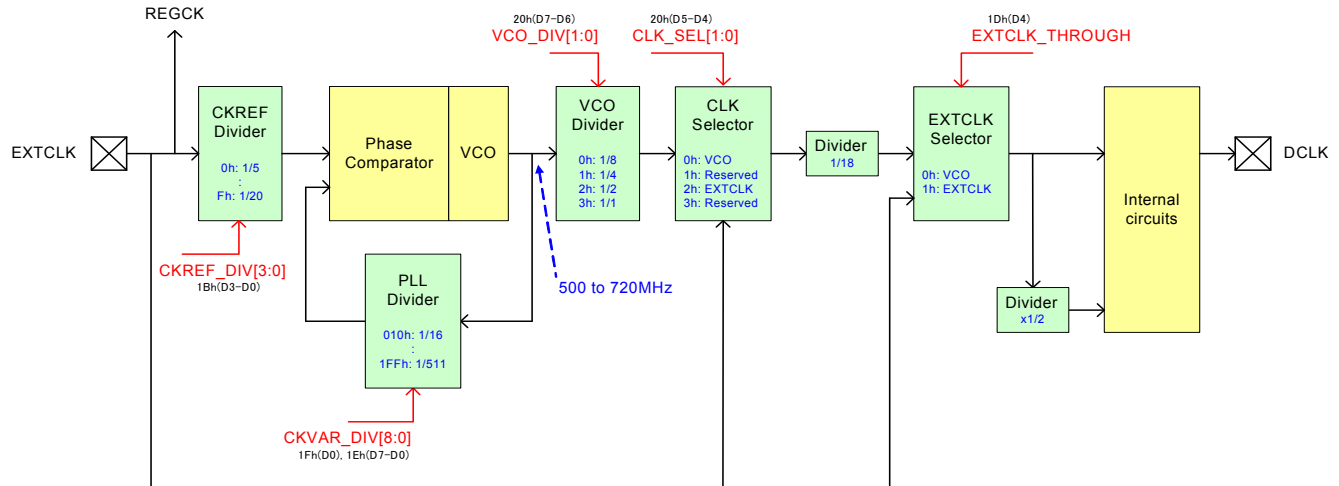 REGCK
20h(D7-D6)
VCO_DIV[1:0]
20h(D5-D4)
CLK_SEL[1:0]
1Dh(D4)
EXTCLK_THROUGH
EXTCLK
CKREF
Divider
0h: 1/5
:
Fh: 1/20
Phase
Comparator
VCO
VCO
Divider
0h: 1/8
1h: 1/4
2h: 1/2
3h: 1/1
CLK
Selector
0h: VCO
1h: Reserved
2h: EXTCLK
3h: Reserved
Divider
1/18
EXTCLK
Selector
0h: VCO
1h: EXTCLK
Internal
circuits
DCLK
CKREF_DIV[3:0]
1Bh(D3-D0)
PLL
Divider
010h: 1/16
:
1FFh: 1/511
500 to 720MHz
Divider
x1/2
CKVAR_DIV[8:0]
1Fh(D0), 1Eh(D7-D0)